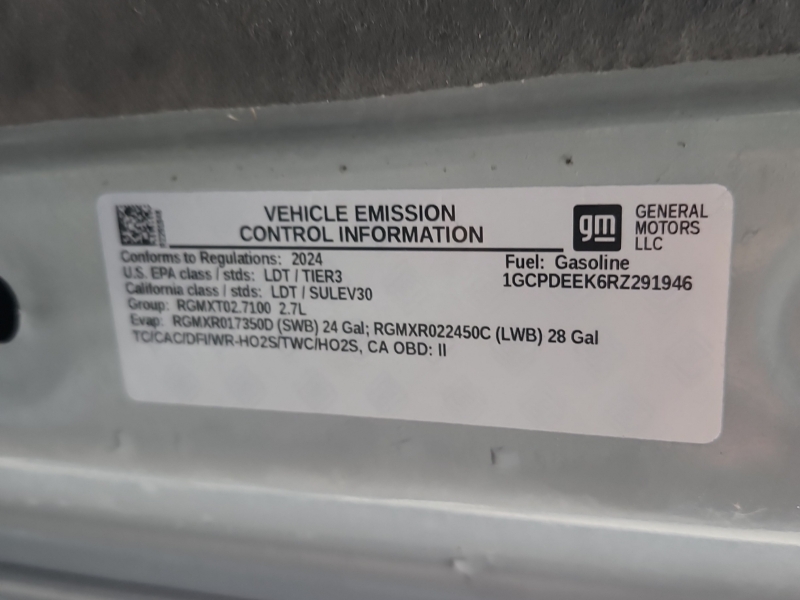 VEHICLE EMISSION
CONTROL INFORMATION
gm
GENERAL
MOTORS
LLC
Conforms to Regulations: 2024
U.S. EPA class / stds: LDT / TIER3
California class / stds: LDT / SULEV30
Group: RGMXT02.7100 2.7L
Evap: RGMXR017350D (SWB) 24 Gal; RGMXR022450C (LWB) 28 Gal
TC/CAC/DFI/WR-HO2S/TWC/HO2S, CA OBD: II
Fuel: Gasoline
1GCPDEEK6RZ291946